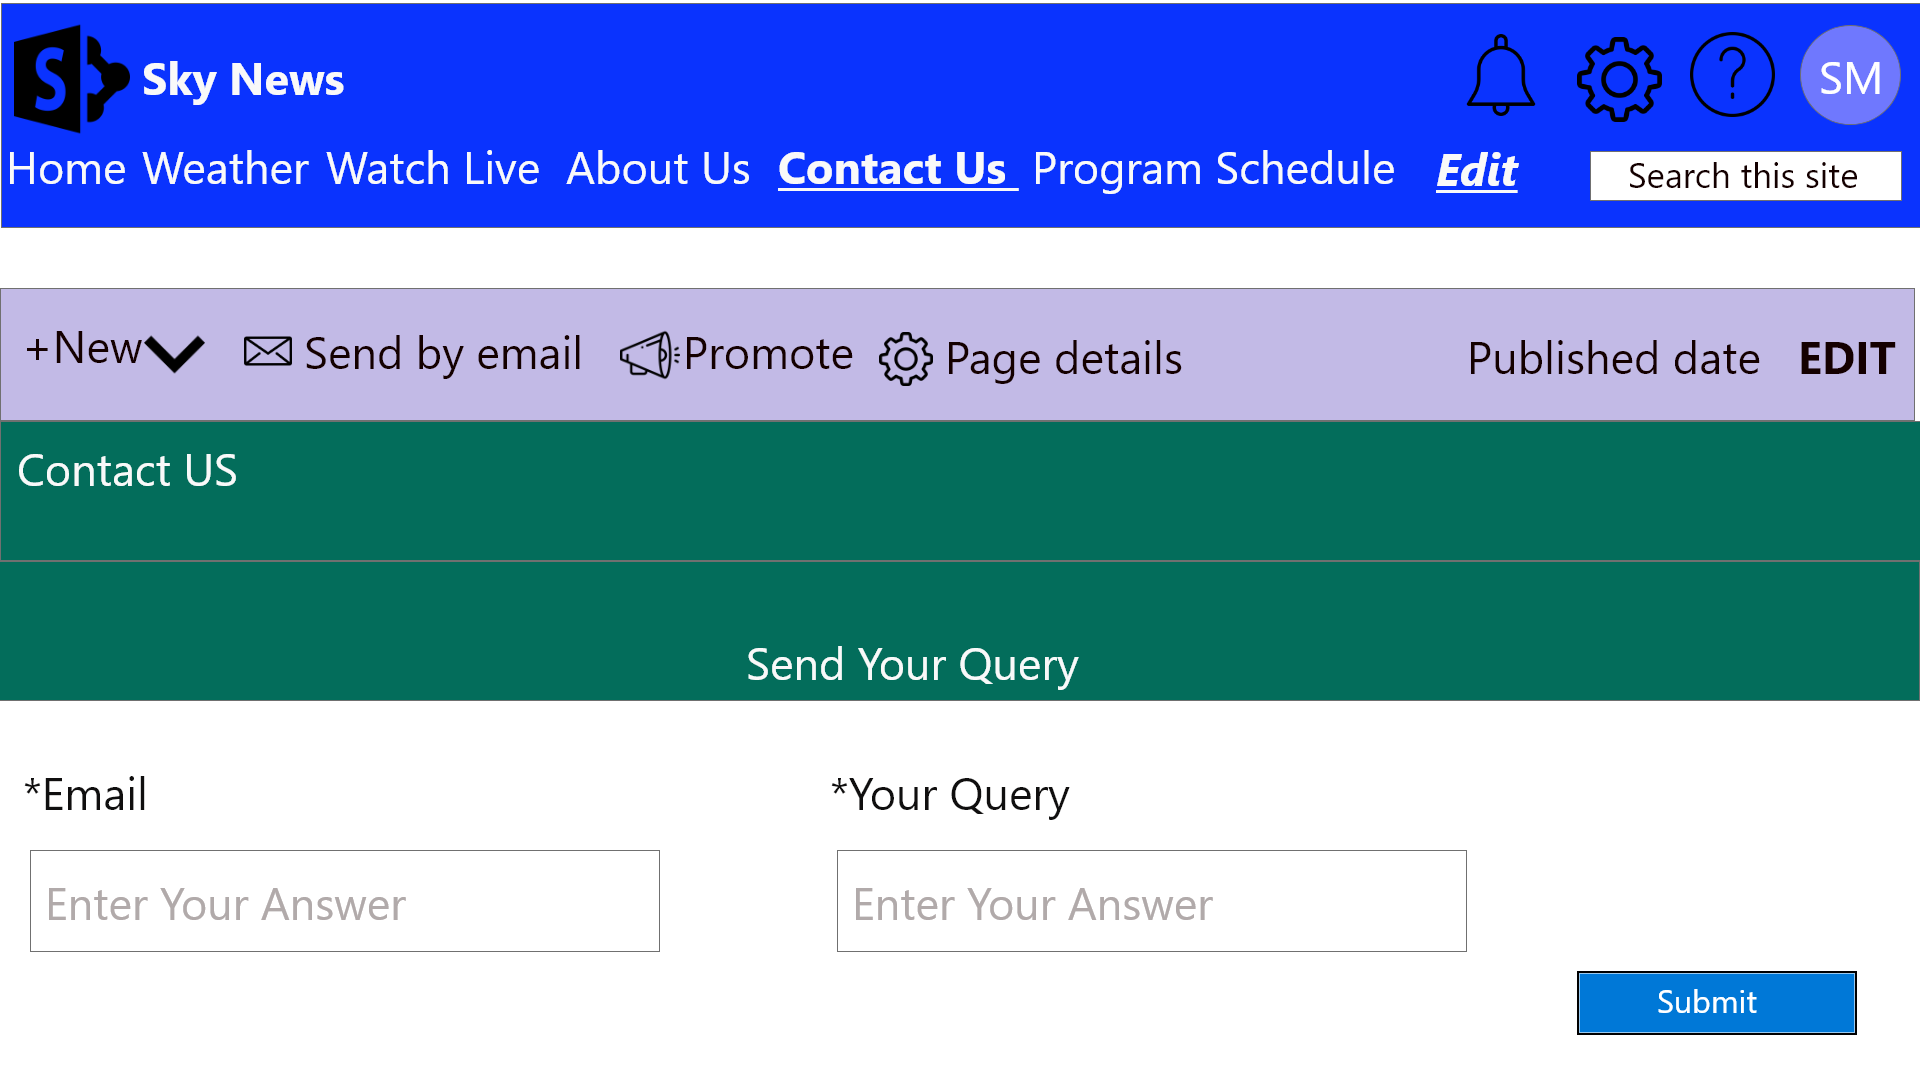 Sky News
SM
Home Weather Watch Live About Us Contact Us Program Schedule Edit Search this site
+New Send by email Promote Page details Published date EDIT
Contact US
Send Your Query
*Email *Your Query
Enter Your Answer Enter Your Answer
Submit